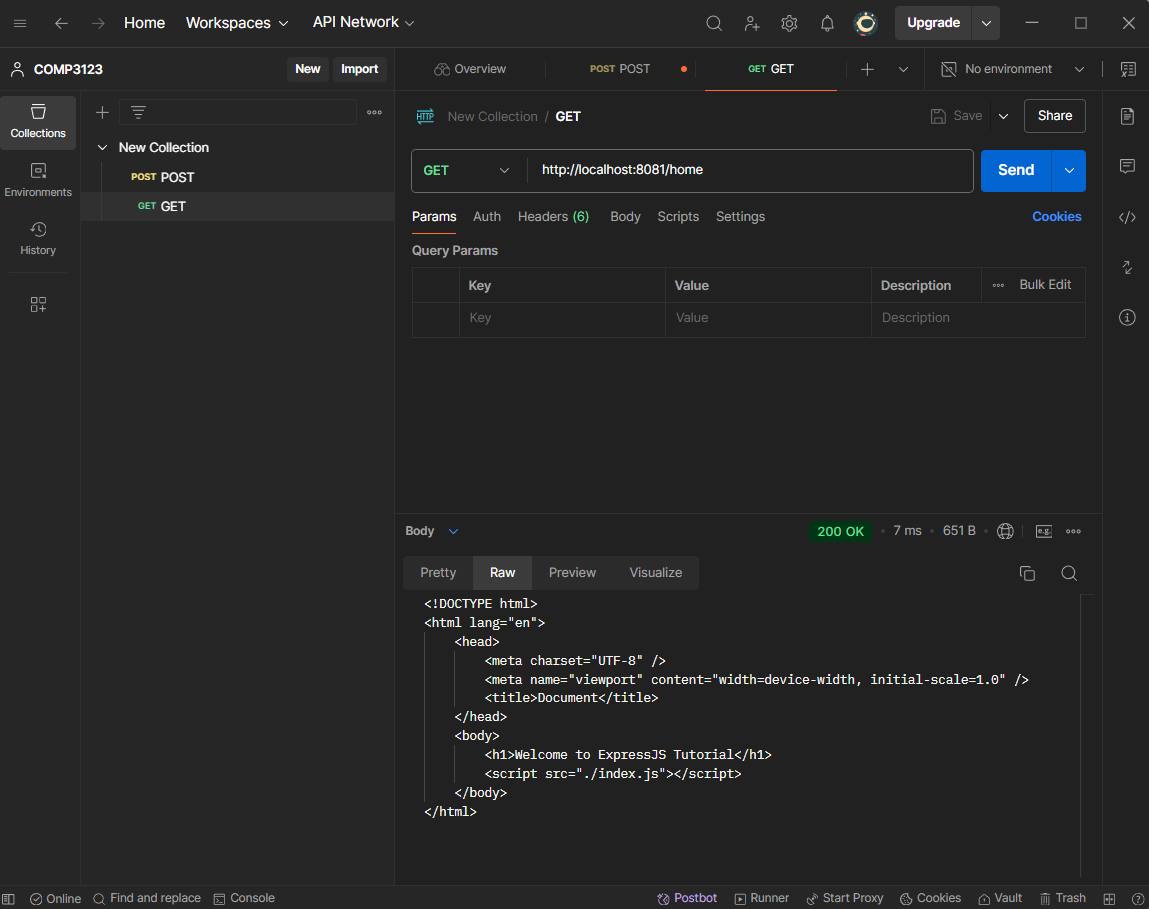 Home Workspaces API Network Upgrade
COMP3123 New Import Overview POST POST GET GET No environment
Collections
Environments
History
New Collection
POST POST
GET GET
HTTP New Collection / GET Save Share
GET http://localhost:8081/home Send
Params Auth Headers (6) Body Scripts Settings Cookies
Query Params
Key Value Description Bulk Edit
Key Value Description
Body 200 OK 7 ms 651 B e.g.
Pretty Raw Preview Visualize
<!DOCTYPE html>
<html lang="en">
<head>
<meta charset="UTF-8" />
<meta name="viewport" content="width=device-width, initial-scale=1.0" />
<title>Document</title>
</head>
<body>
<h1>Welcome to ExpressJS Tutorial</h1>
<script src="./index.js"></script>
</body>
</html>
Online Find and replace Console Postbot Runner Start Proxy Cookies Vault Trash